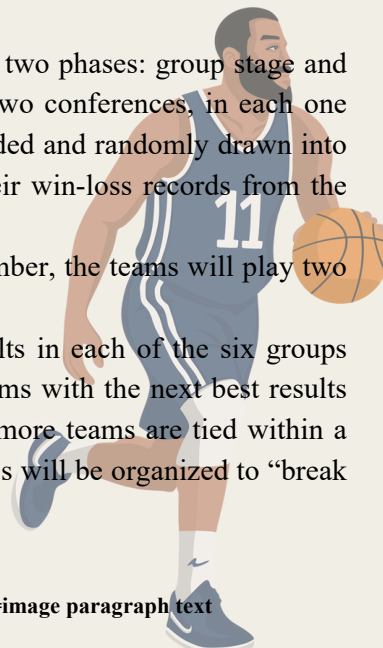 two phases: group stage and
two conferences, in each one
ded and randomly drawn into
eir win-loss records from the
mber, the teams will play two
lts in each of the six groups
ms with the next best results
more teams are tied within a
s will be organized to “break
image paragraph text
11